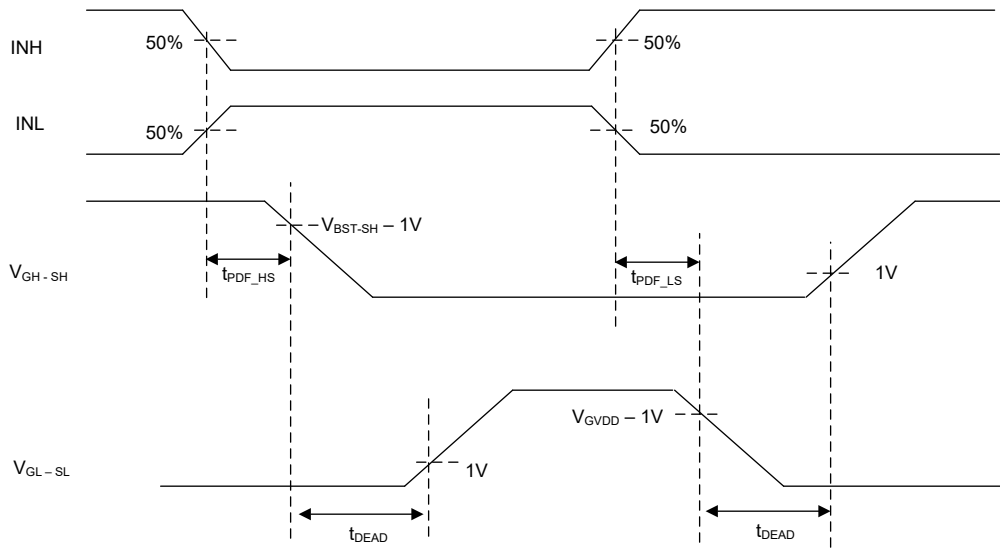 INH
50%
50%
INL
50%
50%
V_BST-SH – 1V
V_GH - SH
t_PDF_HS
t_PDF_LS
1V
V_GVDD – 1V
V_GL – SL
1V
t_DEAD
t_DEAD